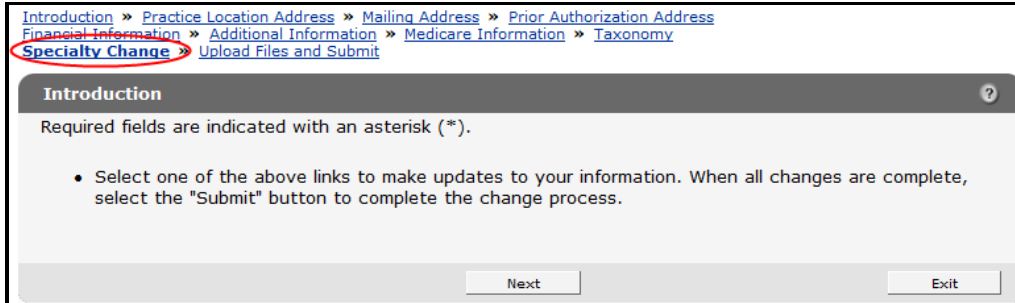 Introduction » Practice Location Address » Mailing Address » Prior Authorization Address
Financial Information » Additional Information » Medicare Information » Taxonomy
Specialty Change » Upload Files and Submit
Introduction ?
Required fields are indicated with an asterisk (*).
• Select one of the above links to make updates to your information. When all changes are complete,
select the "Submit" button to complete the change process.
Next Exit